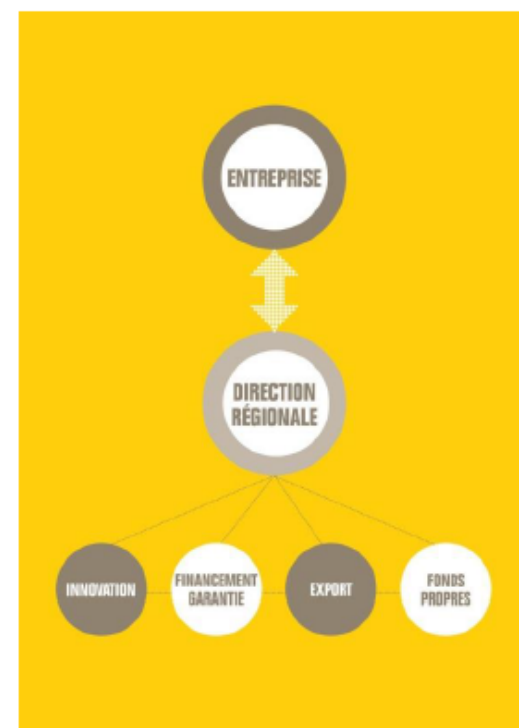 ENTREPRISE
DIRECTION
RÉGIONALE
INNOVATION
FINANCEMENT
GARANTIE
EXPORT
FONDS
PROPRES